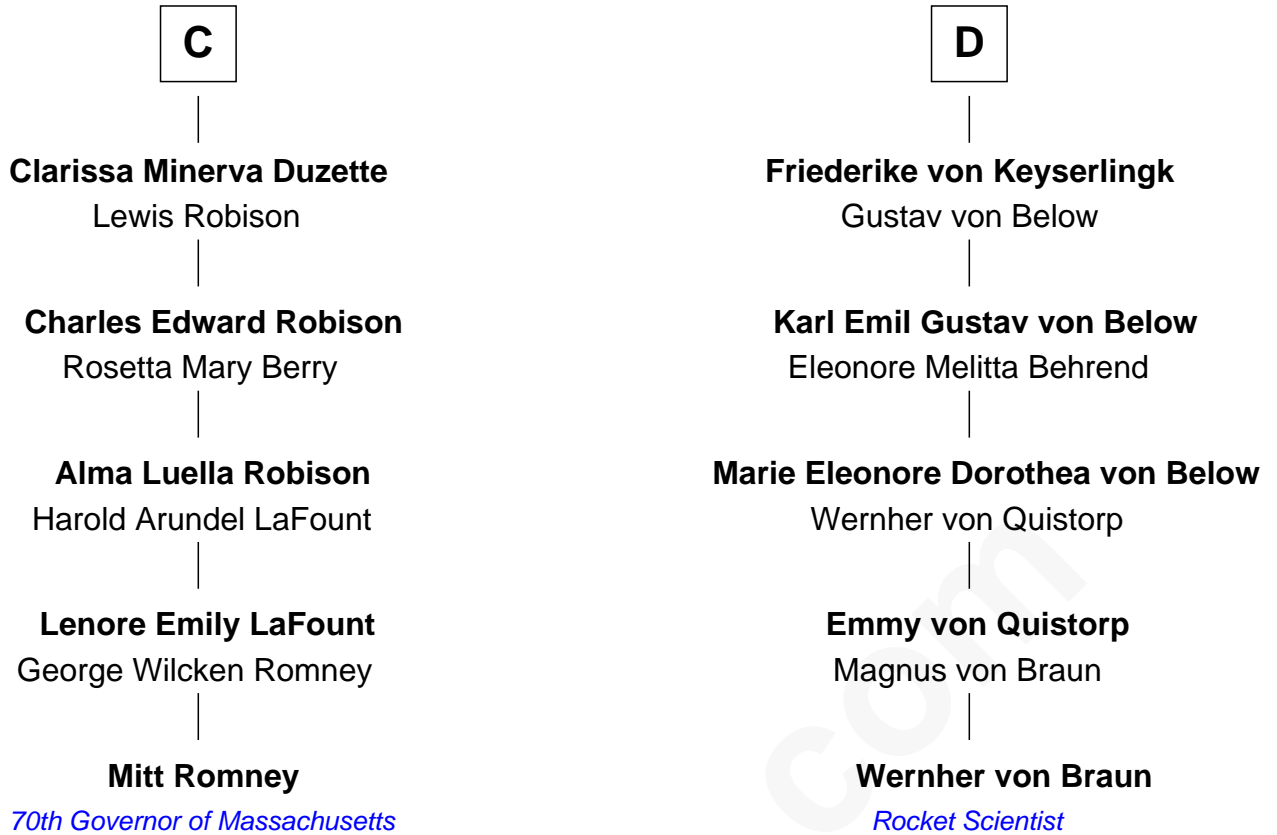 C
Clarissa Minerva Duzette
Lewis Robison
Charles Edward Robison
Rosetta Mary Berry
Alma Luella Robison
Harold Arundel LaFount
Lenore Emily LaFount
George Wilcken Romney
Mitt Romney
70th Governor of Massachusetts
D
Friederike von Keyserlingk
Gustav von Below
Karl Emil Gustav von Below
Eleonore Melitta Behrend
Marie Eleonore Dorothea von Below
Wernher von Quistorp
Emmy von Quistorp
Magnus von Braun
Wernher von Braun
Rocket Scientist
com